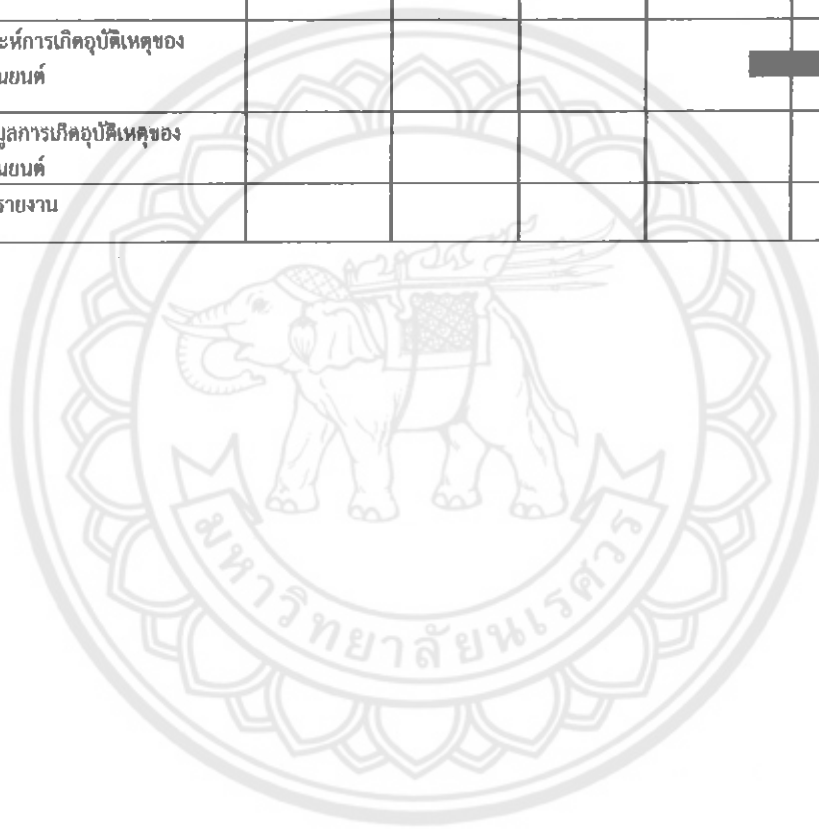 ะห์การเกิดอุบัติเหตุของ
นยนต์
มูลการเกิดอุบัติเหตุของ
นยนต์
รายงาน
มหาวิทยาลัยนเรศวร